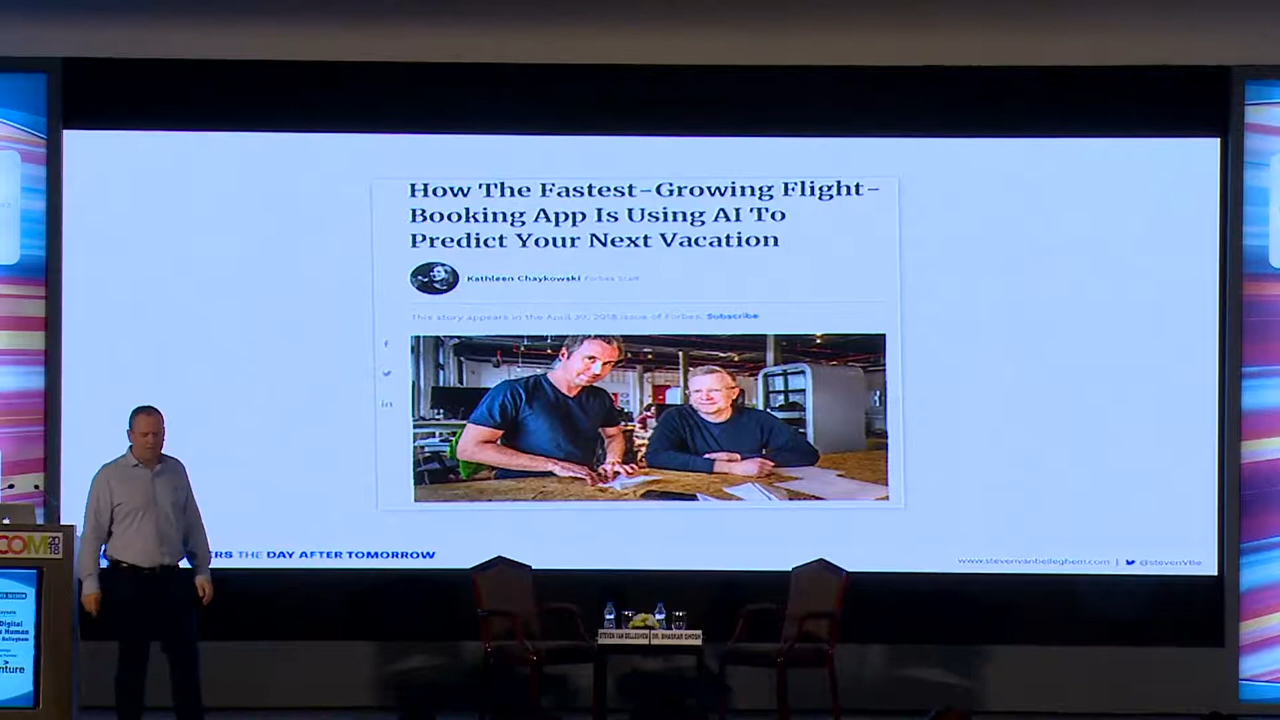 How The Fastest-Growing Flight-
Booking App Is Using AI To
Predict Your Next Vacation
Kathleen Chaykowski Forbes Staff
This story appears in the April 30, 2018 issue of Forbes. Subscribe
in
ERS THE DAY AFTER TOMORROW
www.stevenvanbelleghem.com | @stevenVBe
COM 2018
STEVEN VAN BELLEGHEM DR. BHASKAR GHOSH
Digital
Human
Belleghem
nture